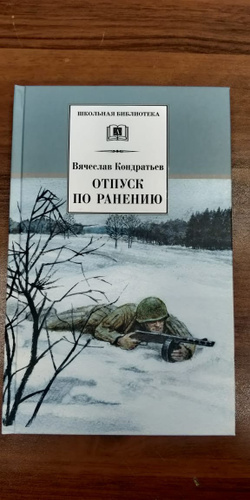 ШКОЛЬНАЯ БИБЛИОТЕКА
Вячеслав Кондратьев
ОТПУСК
ПО РАНЕНИЮ